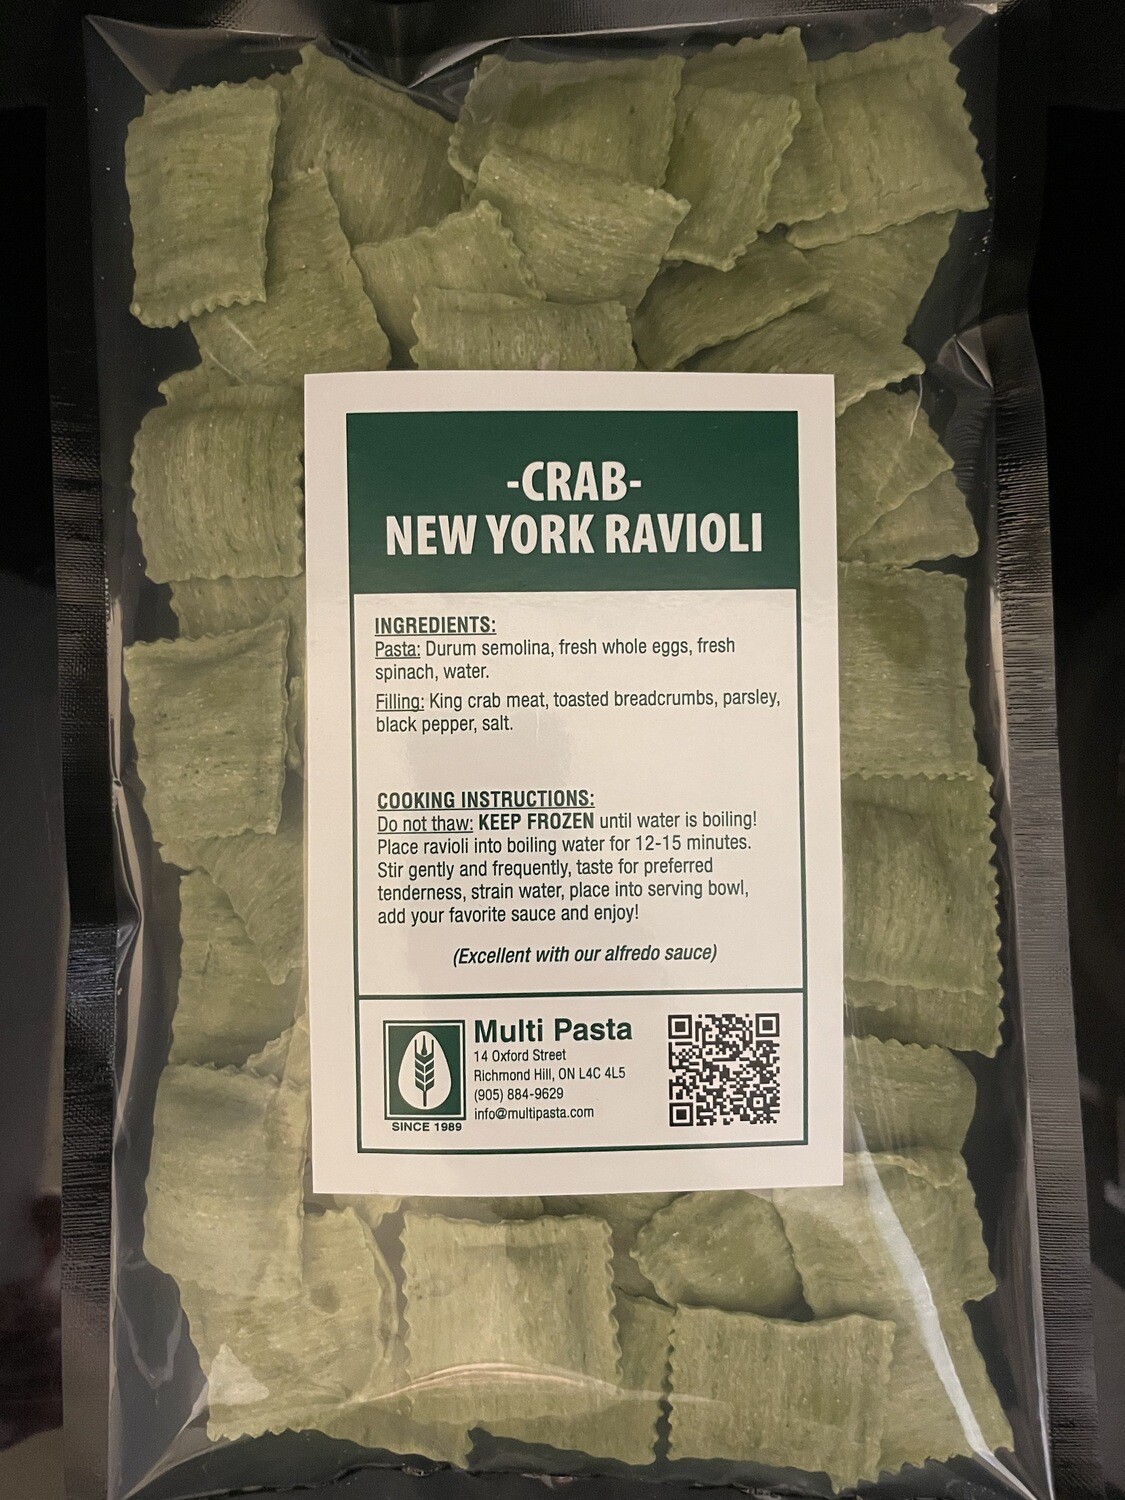 -CRAB-
NEW YORK RAVIOLI
INGREDIENTS:
Pasta: Durum semolina, fresh whole eggs, fresh
spinach, water.
Filling: King crab meat, toasted breadcrumbs, parsley,
black pepper, salt.
COOKING INSTRUCTIONS:
Do not thaw: KEEP FROZEN until water is boiling!
Place ravioli into boiling water for 12-15 minutes.
Stir gently and frequently, taste for preferred
tenderness, strain water, place into serving bowl,
add your favorite sauce and enjoy!
(Excellent with our alfredo sauce)
Multi Pasta
14 Oxford Street
Richmond Hill, ON L4C 4L5
(905) 884-9629
info@multipasta.com
SINCE 1989